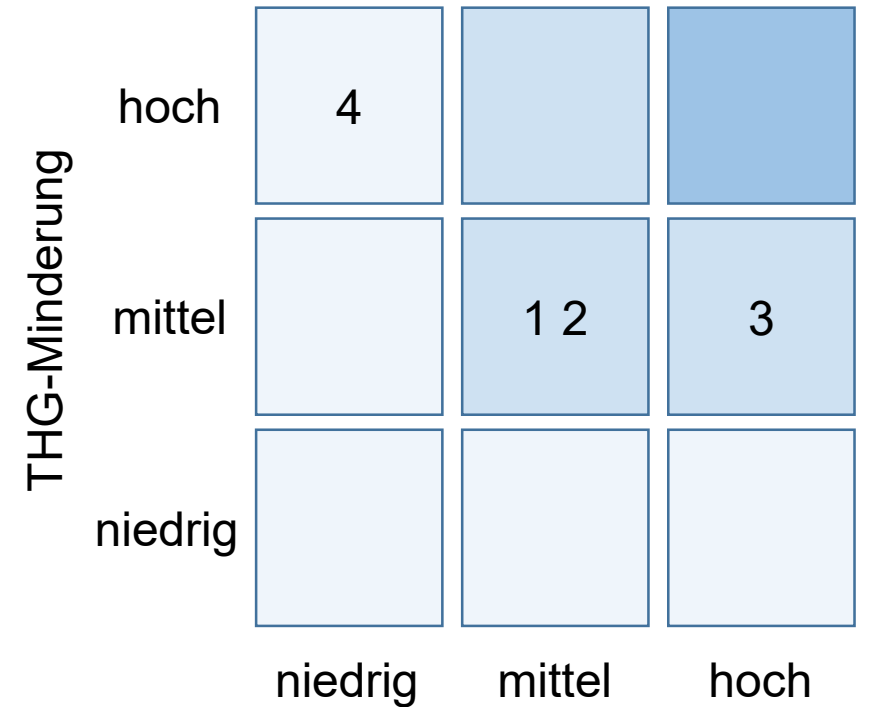 THG-Minderung
hoch 4
mittel 1 2 3
niedrig
niedrig mittel hoch